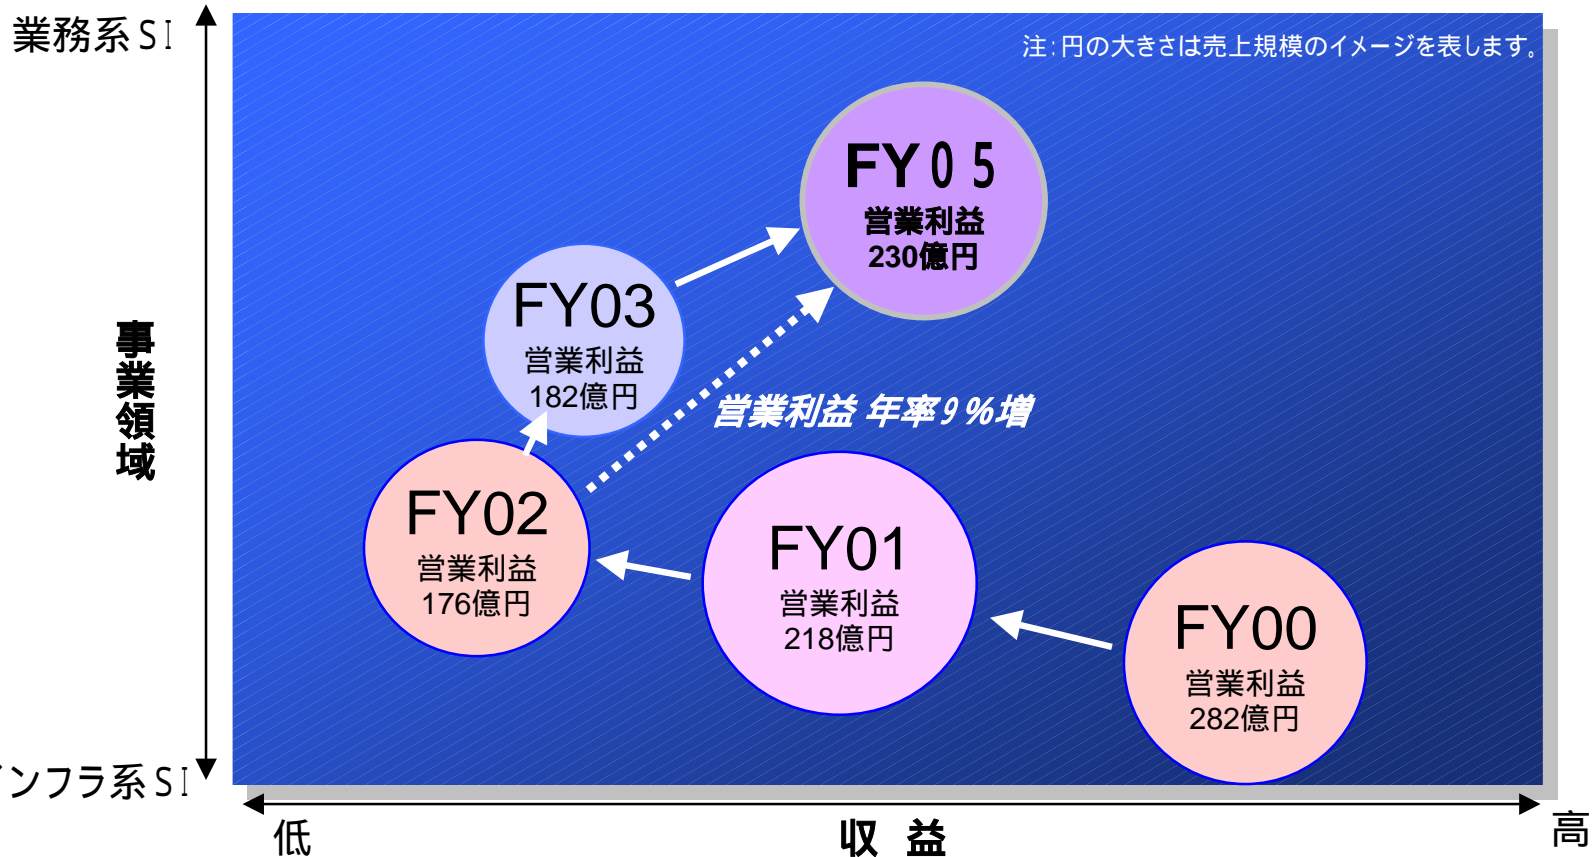 業務系SI
注：円の大きさは売上規模のイメージを表します。
FY０５
営業利益
230億円
FY03
営業利益
182億円
営業利益 年率9%増
事業領域
FY02
営業利益
176億円
FY01
営業利益
218億円
FY00
営業利益
282億円
ンフラ系SI
低
収 益
高